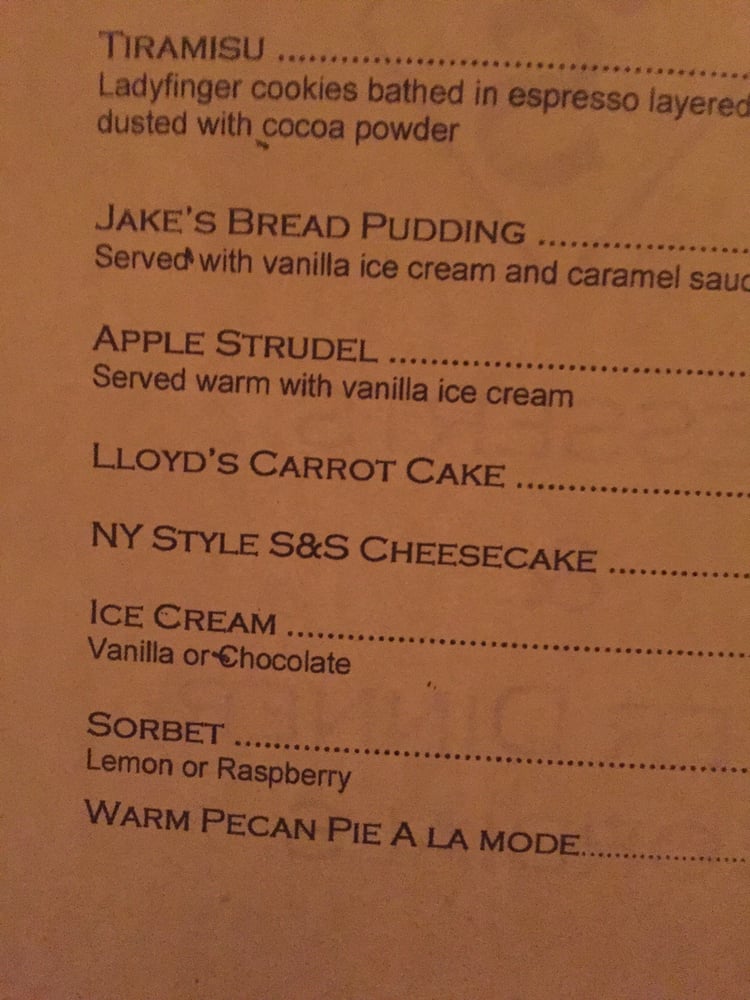 TIRAMISU ........................................
Ladyfinger cookies bathed in espresso layered
dusted with cocoa powder
JAKE'S BREAD PUDDING ........................
Served with vanilla ice cream and caramel sauc
APPLE STRUDEL ....................................
Served warm with vanilla ice cream
LLOYD'S CARROT CAKE ........................
NY STYLE S&S CHEESECAKE ..............
ICE CREAM ..........................................
Vanilla or Chocolate
SORBET ..............................................
Lemon or Raspberry
WARM PECAN PIE A LA MODE....................